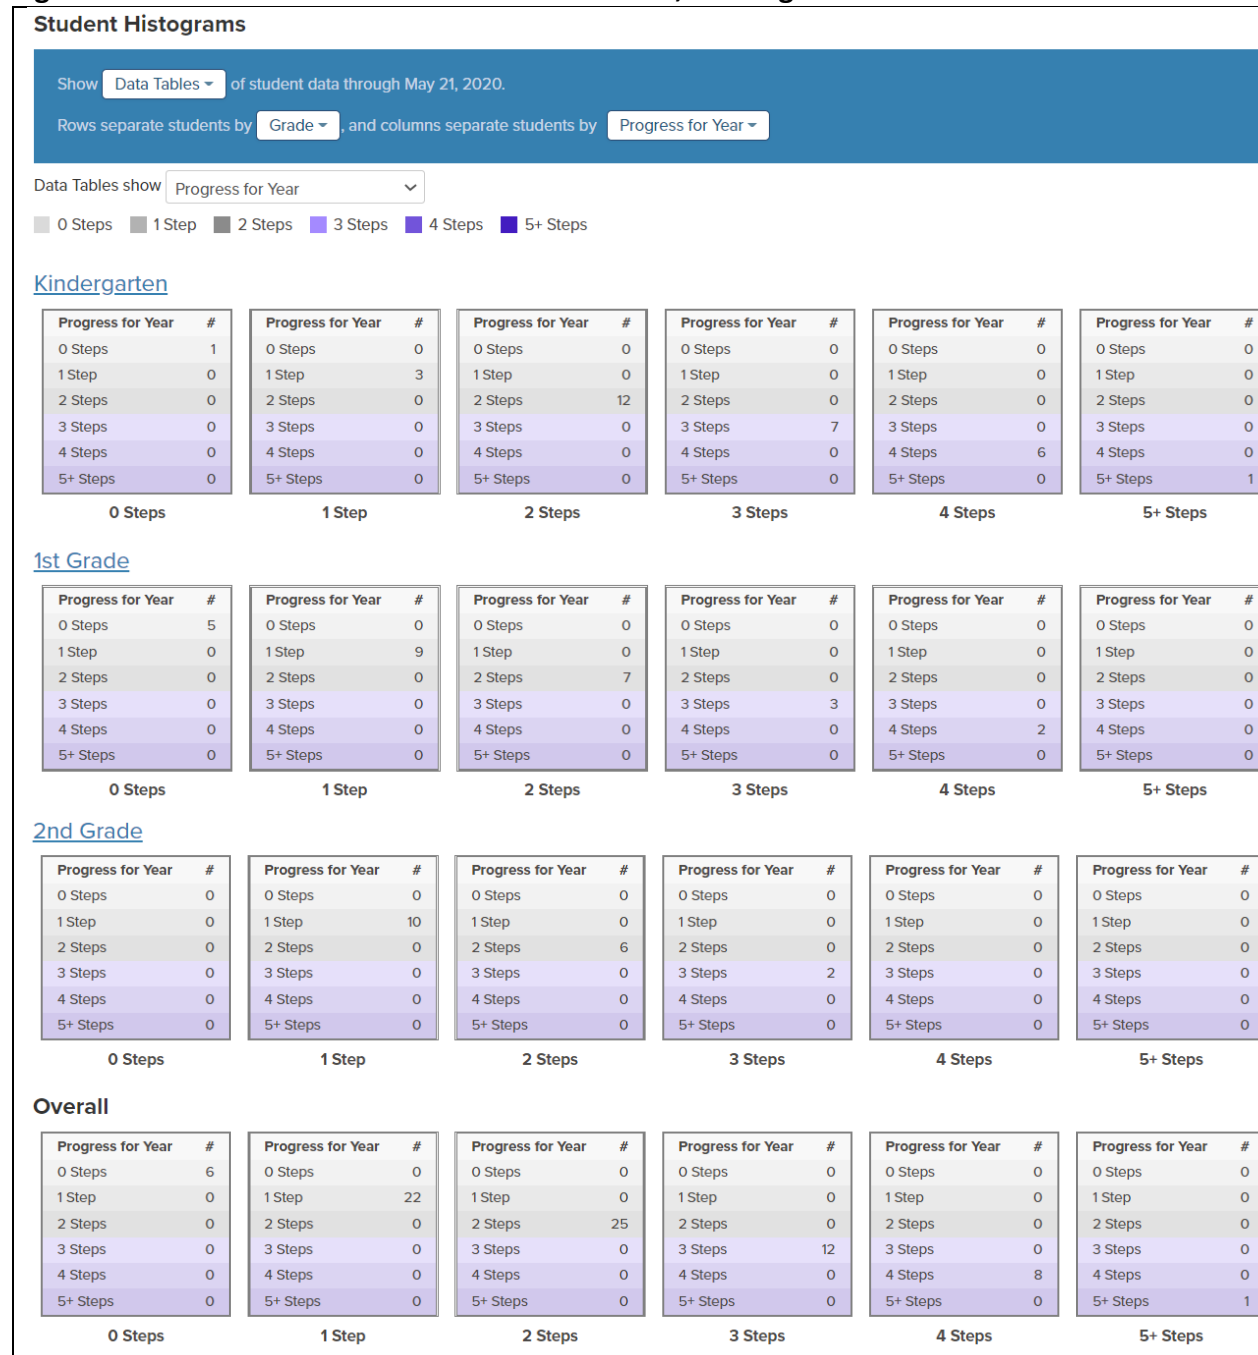 Student Histograms
Show Data Tables of student data through May 21, 2020.
Rows separate students by Grade , and columns separate students by Progress for Year
Data Tables show Progress for Year
0 Steps 1 Step 2 Steps 3 Steps 4 Steps 5+ Steps
Kindergarten
Progress for Year # Progress for Year # Progress for Year # Progress for Year # Progress for Year # Progress for Year #
0 Steps 1 0 Steps 0 0 Steps 0 0 Steps 0 0 Steps 0 0 Steps 0
1 Step 0 1 Step 3 1 Step 0 1 Step 0 1 Step 0 1 Step 0
2 Steps 0 2 Steps 0 2 Steps 12 2 Steps 0 2 Steps 0 2 Steps 0
3 Steps 0 3 Steps 0 3 Steps 0 3 Steps 7 3 Steps 0 3 Steps 0
4 Steps 0 4 Steps 0 4 Steps 0 4 Steps 0 4 Steps 6 4 Steps 0
5+ Steps 0 5+ Steps 0 5+ Steps 0 5+ Steps 0 5+ Steps 0 5+ Steps 1
0 Steps 1 Step 2 Steps 3 Steps 4 Steps 5+ Steps
1st Grade
Progress for Year # Progress for Year # Progress for Year # Progress for Year # Progress for Year # Progress for Year #
0 Steps 5 0 Steps 0 0 Steps 0 0 Steps 0 0 Steps 0 0 Steps 0
1 Step 0 1 Step 9 1 Step 0 1 Step 0 1 Step 0 1 Step 0
2 Steps 0 2 Steps 0 2 Steps 7 2 Steps 0 2 Steps 0 2 Steps 0
3 Steps 0 3 Steps 0 3 Steps 0 3 Steps 3 3 Steps 0 3 Steps 0
4 Steps 0 4 Steps 0 4 Steps 0 4 Steps 0 4 Steps 2 4 Steps 0
5+ Steps 0 5+ Steps 0 5+ Steps 0 5+ Steps 0 5+ Steps 0 5+ Steps 0
0 Steps 1 Step 2 Steps 3 Steps 4 Steps 5+ Steps
2nd Grade
Progress for Year # Progress for Year # Progress for Year # Progress for Year # Progress for Year # Progress for Year #
0 Steps 0 0 Steps 0 0 Steps 0 0 Steps 0 0 Steps 0 0 Steps 0
1 Step 0 1 Step 10 1 Step 0 1 Step 0 1 Step 0 1 Step 0
2 Steps 0 2 Steps 0 2 Steps 6 2 Steps 0 2 Steps 0 2 Steps 0
3 Steps 0 3 Steps 0 3 Steps 0 3 Steps 2 3 Steps 0 3 Steps 0
4 Steps 0 4 Steps 0 4 Steps 0 4 Steps 0 4 Steps 0 4 Steps 0
5+ Steps 0 5+ Steps 0 5+ Steps 0 5+ Steps 0 5+ Steps 0 5+ Steps 0
0 Steps 1 Step 2 Steps 3 Steps 4 Steps 5+ Steps
Overall
Progress for Year # Progress for Year # Progress for Year # Progress for Year # Progress for Year # Progress for Year #
0 Steps 6 0 Steps 0 0 Steps 0 0 Steps 0 0 Steps 0 0 Steps 0
1 Step 0 1 Step 22 1 Step 0 1 Step 0 1 Step 0 1 Step 0
2 Steps 0 2 Steps 0 2 Steps 25 2 Steps 0 2 Steps 0 2 Steps 0
3 Steps 0 3 Steps 0 3 Steps 0 3 Steps 12 3 Steps 0 3 Steps 0
4 Steps 0 4 Steps 0 4 Steps 0 4 Steps 0 4 Steps 8 4 Steps 0
5+ Steps 0 5+ Steps 0 5+ Steps 0 5+ Steps 0 5+ Steps 0 5+ Steps 1
0 Steps 1 Step 2 Steps 3 Steps 4 Steps 5+ Steps